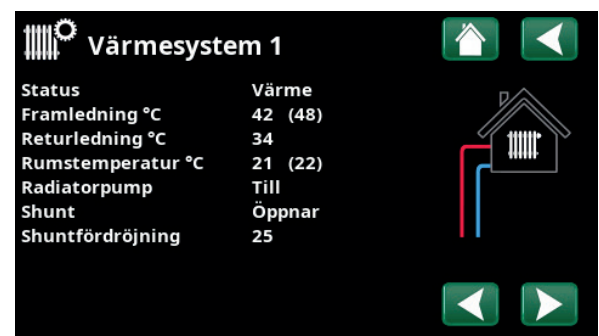 Värmesystem 1
Status Värme
Framledning °C 42 (48)
Returledning °C 34
Rumstemperatur °C 21 (22)
Radiatorpump Till
Shunt Öppnar
Shuntfördröjning 25